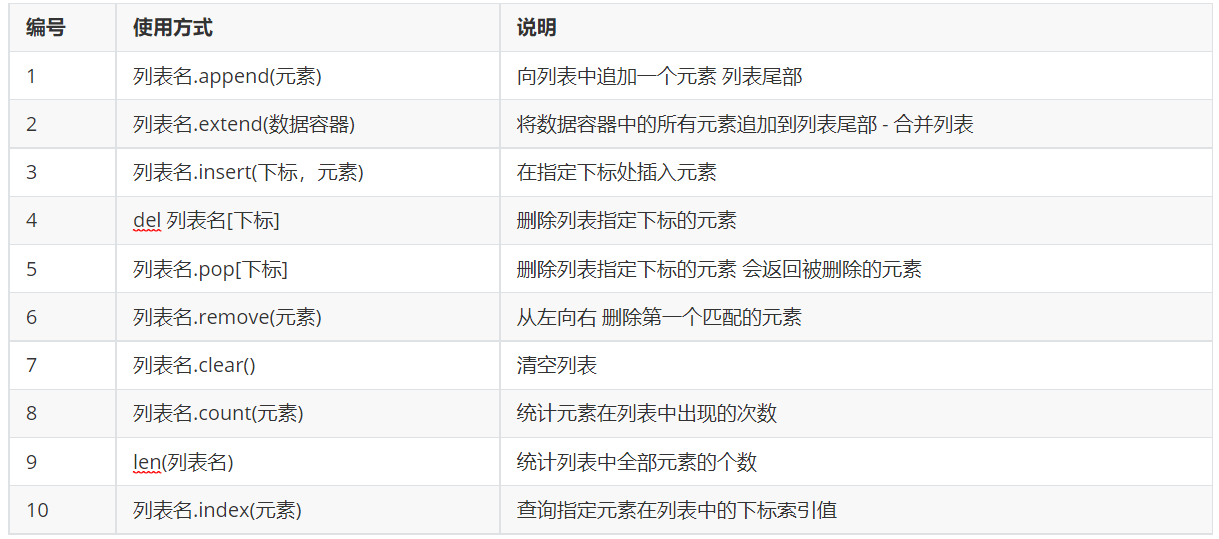 编号 使用方式 说明
1 列表名.append(元素) 向列表中追加一个元素 列表尾部
2 列表名.extend(数据容器) 将数据容器中的所有元素追加到列表尾部 - 合并列表
3 列表名.insert(下标，元素) 在指定下标处插入元素
4 del 列表名[下标] 删除列表指定下标的元素
5 列表名.pop[下标] 删除列表指定下标的元素 会返回被删除的元素
6 列表名.remove(元素) 从左向右 删除第一个匹配的元素
7 列表名.clear() 清空列表
8 列表名.count(元素) 统计元素在列表中出现的次数
9 len(列表名) 统计列表中全部元素的个数
10 列表名.index(元素) 查询指定元素在列表中的下标索引值